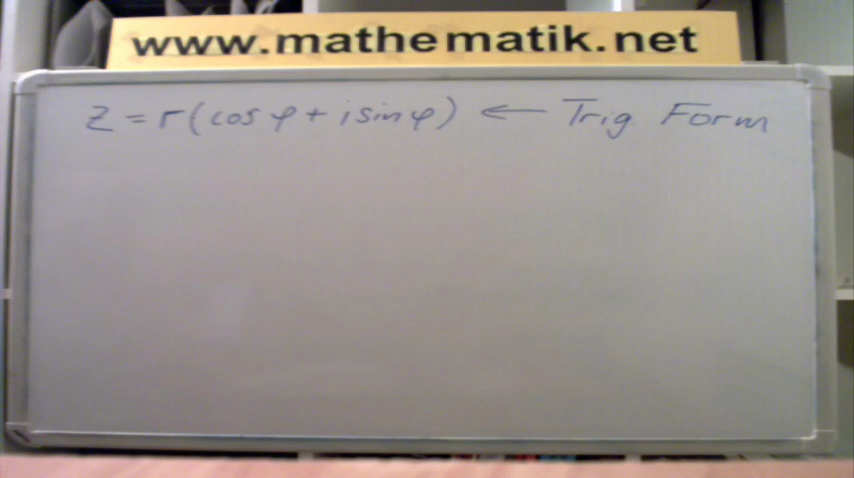 www.mathematik.net
z = r(cos φ + i sin φ) ← Trig. Form